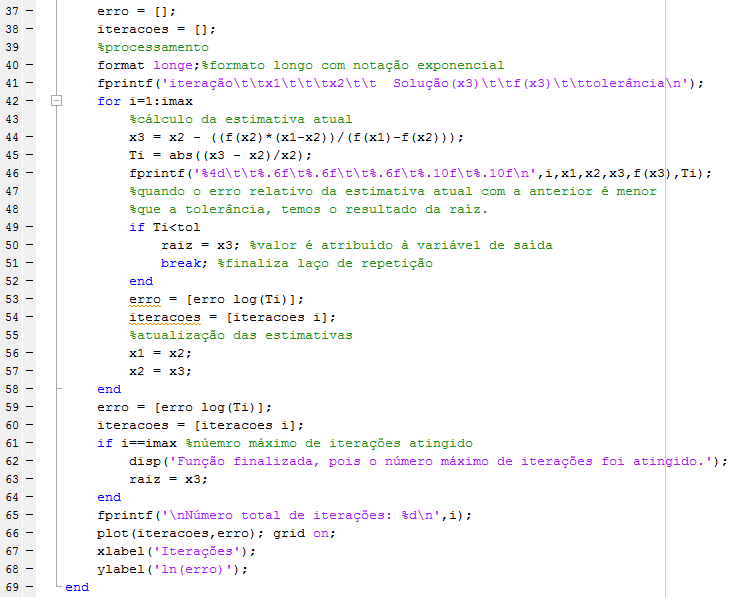 37 – erro = [];
38 – iteracoes = [];
39 %processamento
40 – format longe;%formato longo com notação exponencial
41 – fprintf('iteração\t\tx1\t\t\tx2\t\t  Solução(x3)\t\tf(x3)\t\ttolerância\n');
42 – for i=1:imax
43 %cálculo da estimativa atual
44 – x3 = x2 - ((f(x2)*(x1-x2))/(f(x1)-f(x2)));
45 – Ti = abs((x3 - x2)/x2);
46 – fprintf('%4d\t\t%.6f\t%.6f\t\t%.6f\t%.10f\t%.10f\n',i,x1,x2,x3,f(x3),Ti);
47 %quando o erro relativo da estimativa atual com a anterior é menor
48 %que a tolerância, temos o resultado da raíz.
49 – if Ti<tol
50 – raiz = x3; %valor é atribuído à variável de saída
51 – break; %finaliza laço de repetição
52 – end
53 – erro = [erro log(Ti)];
54 – iteracoes = [iteracoes i];
55 %atualização das estimativas
56 – x1 = x2;
57 – x2 = x3;
58 – end
59 – erro = [erro log(Ti)];
60 – iteracoes = [iteracoes i];
61 – if i==imax %núemro máximo de iterações atingido
62 – disp('Função finalizada, pois o número máximo de iterações foi atingido.');
63 – raiz = x3;
64 – end
65 – fprintf('\nNúmero total de iterações: %d\n',i);
66 – plot(iteracoes,erro); grid on;
67 – xlabel('Iterações');
68 – ylabel('ln(erro)');
69 – end